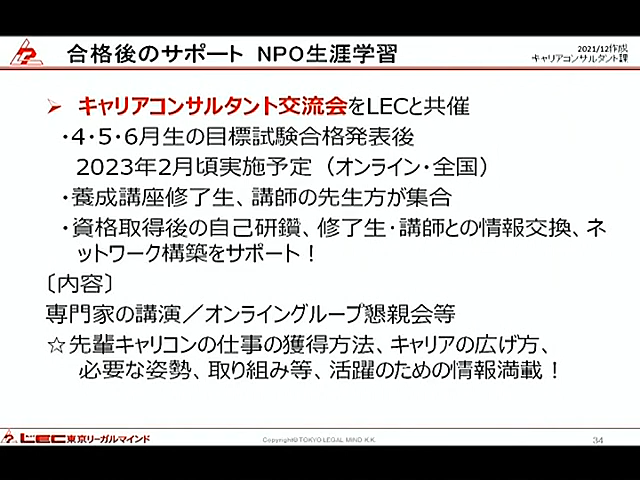 合格後のサポート NPO生涯学習
2021/12作成
キャリアコンサルタント課
➢ キャリアコンサルタント交流会をLECと共催
・4・5・6月生の目標試験合格発表後
2023年2月頃実施予定（オンライン・全国）
・養成講座修了生、講師の先生方が集合
・資格取得後の自己研鑽、修了生・講師との情報交換、ネ
ットワーク構築をサポート！
〔内容〕
専門家の講演／オンライングループ懇親会等
☆先輩キャリコンの仕事の獲得方法、キャリアの広げ方、
必要な姿勢、取り組み等、活躍のための情報満載！
LEC東京リーガルマインド
Copyright© TOKYO LEGAL MIND K.K.
34